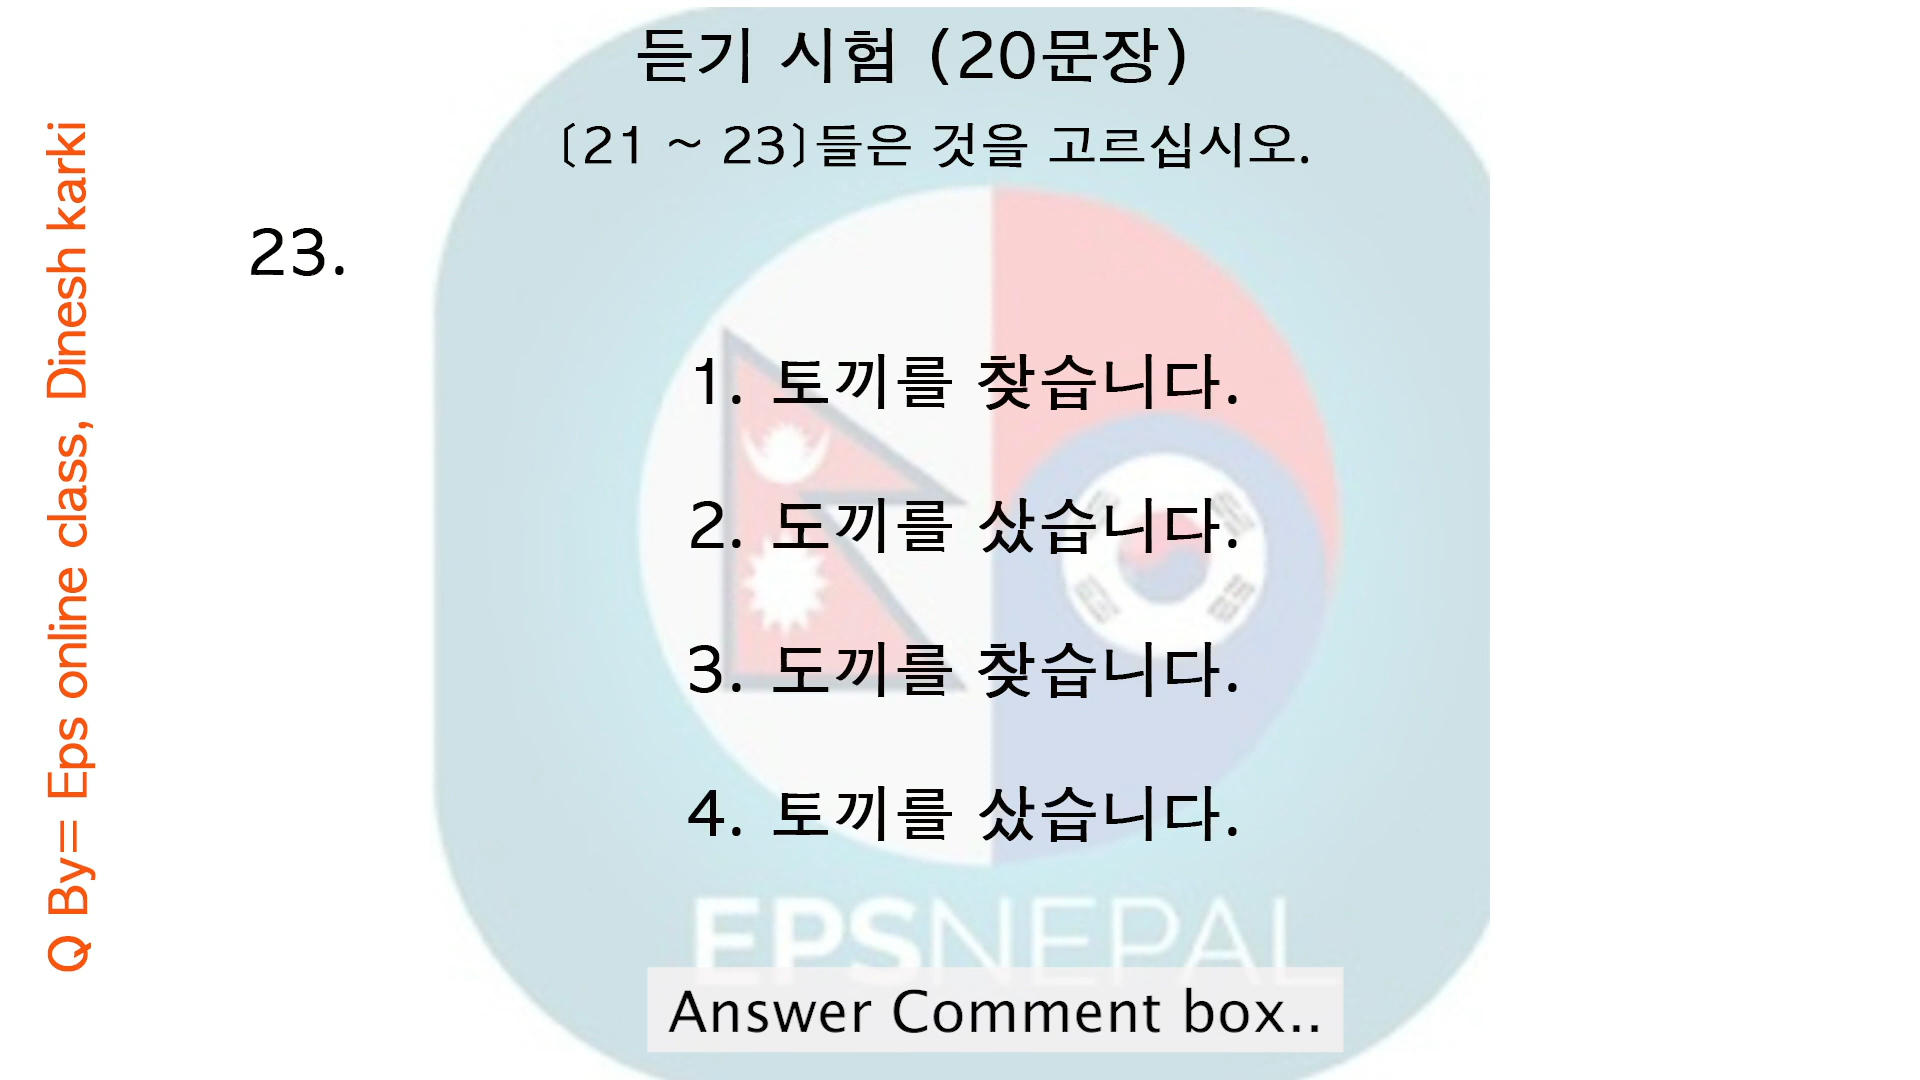 듣기 시험 (20문장)
〔21 ~ 23〕들은 것을 고르십시오.
23.
1. 토끼를 찾습니다.
2. 도끼를 샀습니다.
3. 도끼를 찾습니다.
4. 토끼를 샀습니다.
EPSNEPAL
Answer Comment box..
Q By= Eps online class, Dinesh karki